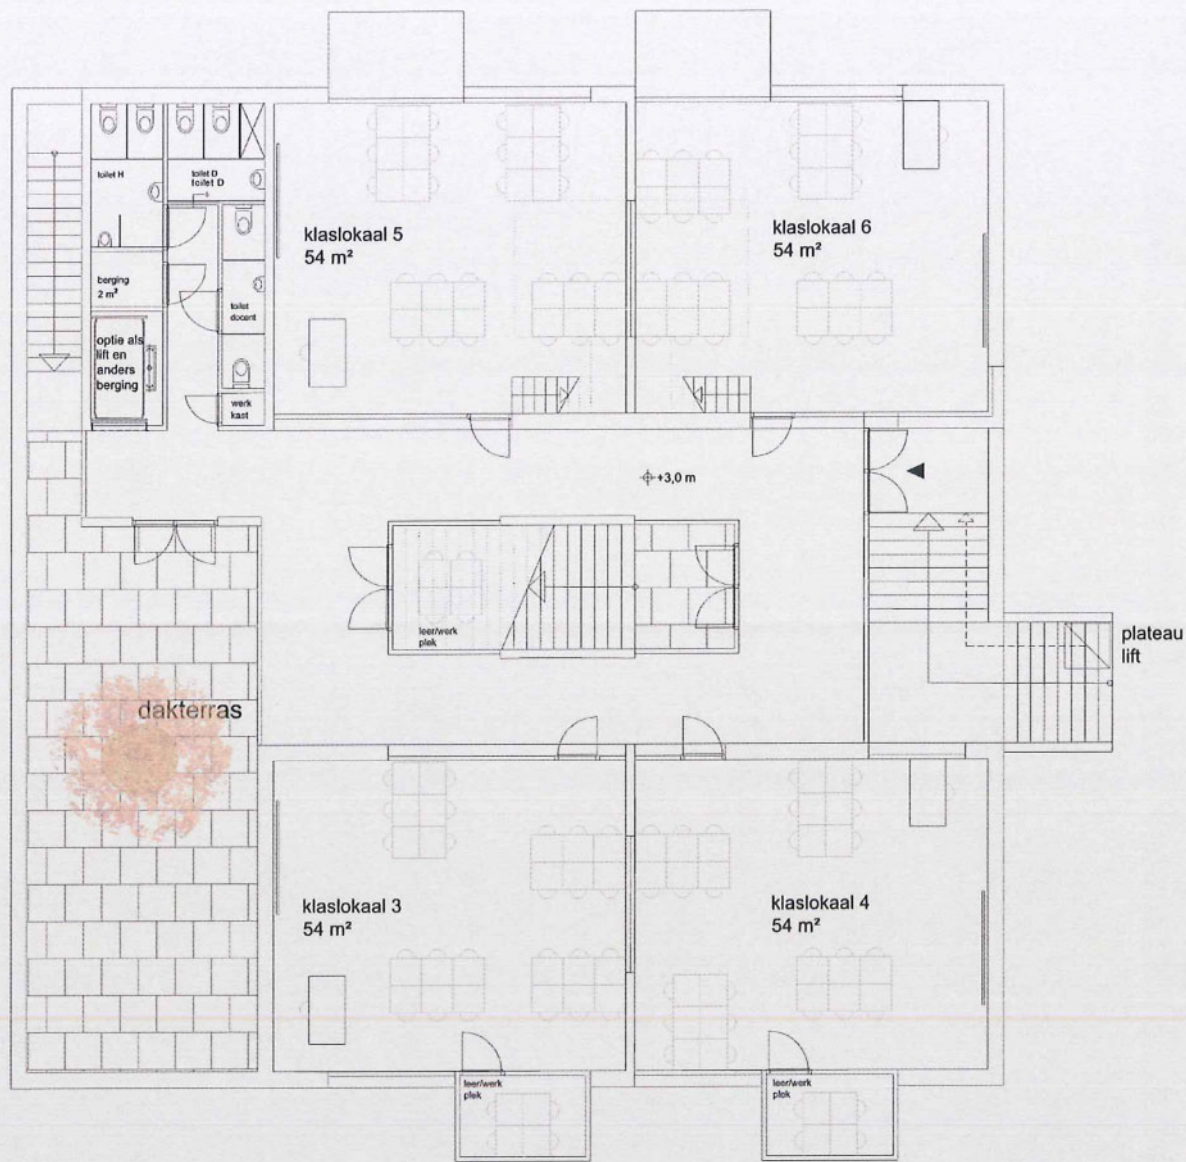 toilet H
toilet D
toilet D
klaslokaal 5
54 m²
klaslokaal 6
54 m²
berging
2 m²
toilet
docent
optie als
lift en
anders
berging
werk
kast
+3,0 m
leer/werk
plek
plateau
lift
dakterras
klaslokaal 3
54 m²
klaslokaal 4
54 m²
leer/werk
plek
leer/werk
plek